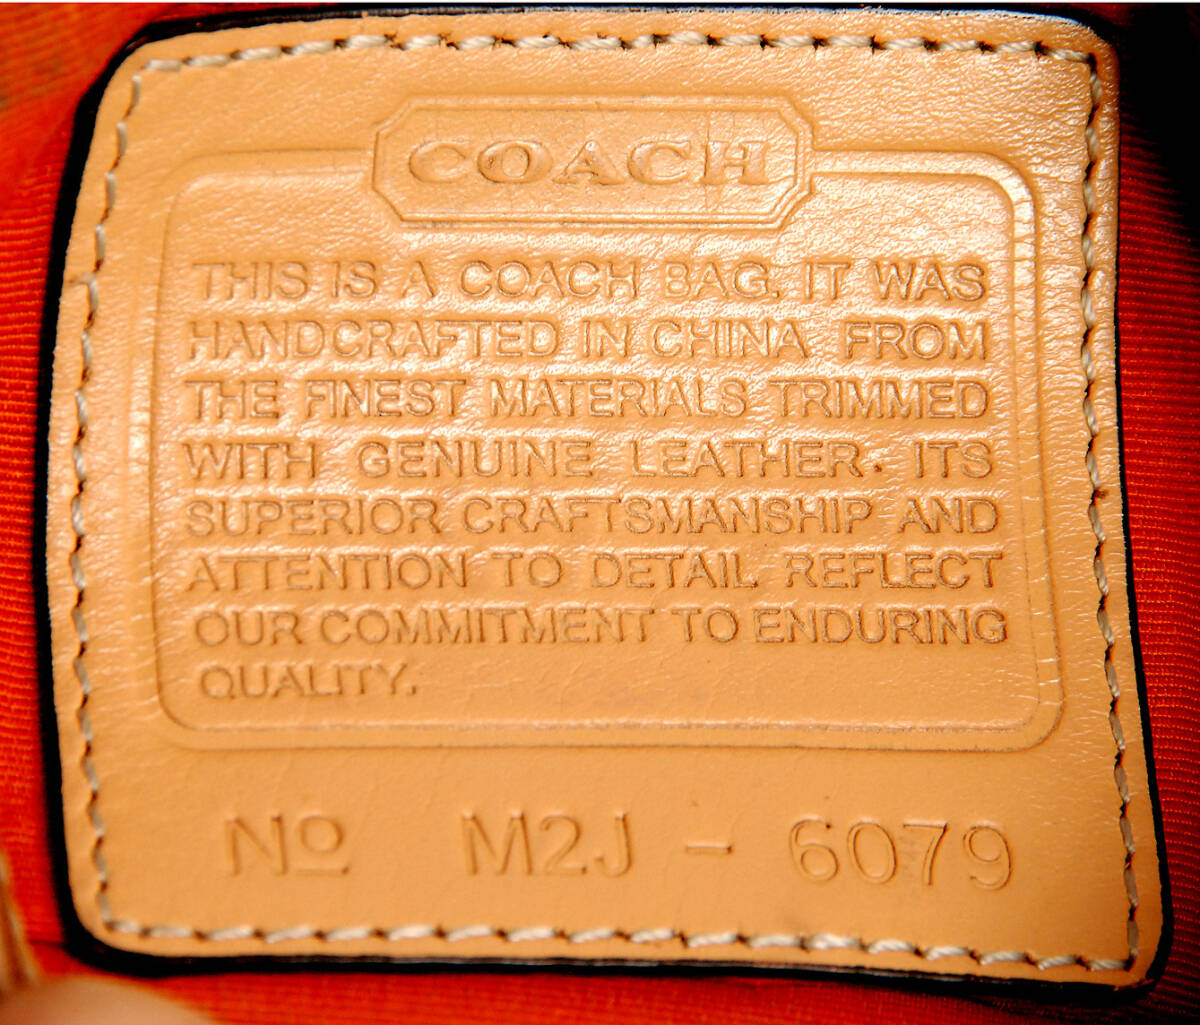 COACH
THIS IS A COACH BAG. IT WAS
HANDCRAFTED IN CHINA FROM
THE FINEST MATERIALS TRIMMED
WITH GENUINE LEATHER. ITS
SUPERIOR CRAFTSMANSHIP AND
ATTENTION TO DETAIL REFLECT
OUR COMMITMENT TO ENDURING
QUALITY.
Nº M2J - 6079